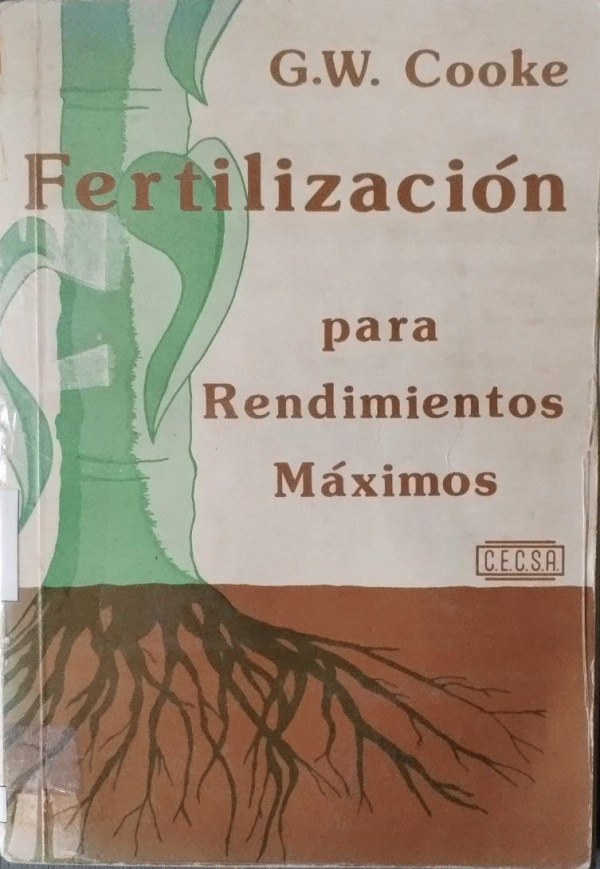 G.W. Cooke
Fertilización
para
Rendimientos
Máximos
C.E.C.S.A.